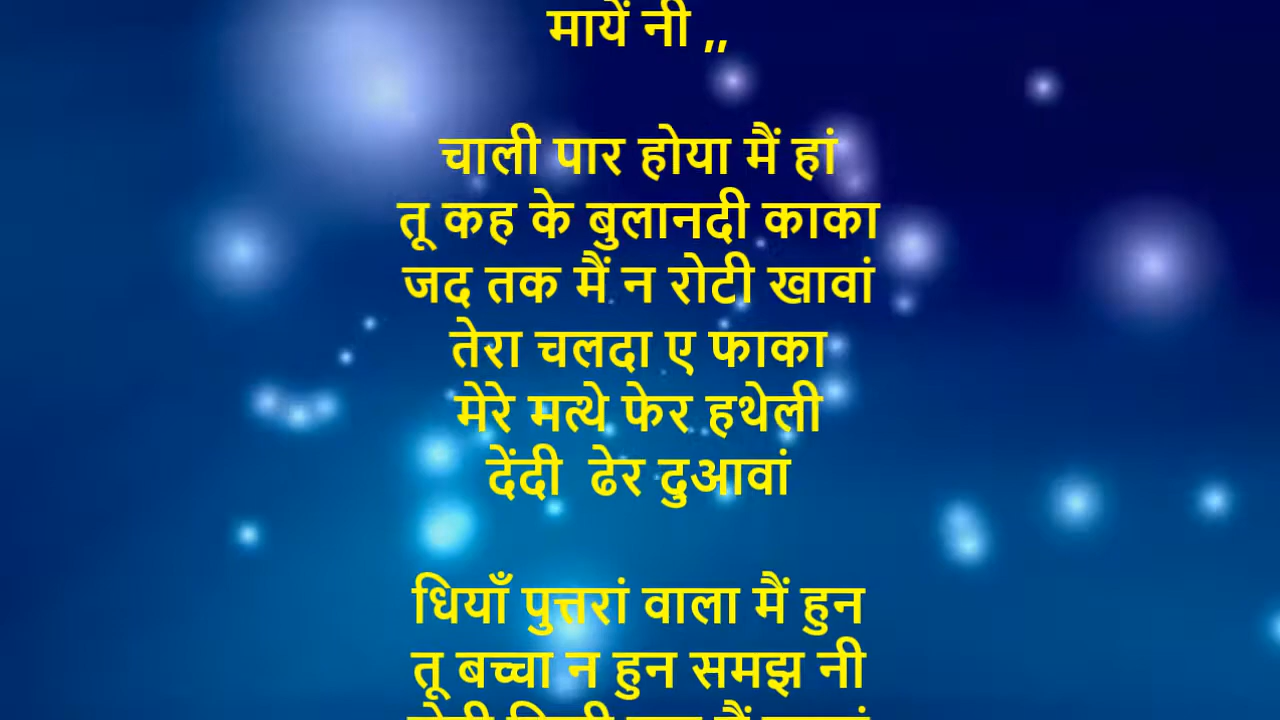 मायें नी ,,
चाली पार होया मैं हां
तू कह के बुलानदी काका
जद तक मैं न रोटी खावां
तेरा चलदा ए फाका
मेरे मत्थे फेर हथेली
देंदी ढेर दुआवां
धियाँ पुत्तरां वाला मैं हुन
तू बच्चा न हुन समझ नी